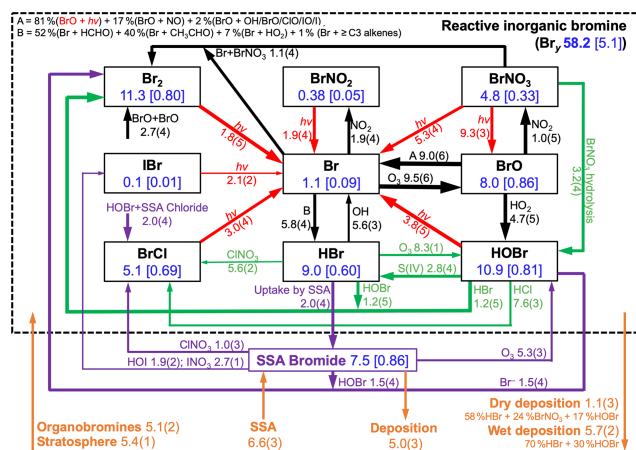 A = 81%(BrO + hv) + 17%(BrO + NO) + 2%(BrO + OH/BrO/ClO/IO/I)
B = 52%(Br + HCHO) + 40%(Br + CH3CHO) + 7%(Br + HO2) + 1% (Br + ≥ C3 alkenes)
Reactive inorganic bromine
(Bry 58.2 [5.1])
Br+BrNO3 1.1(4)
Br2
11.3 [0.80]
BrNO2
0.38 [0.05]
BrNO3
4.8 [0.33]
BrO+BrO
2.7(4)
hv
1.8(5)
hv
1.9(4)
NO2
1.9(4)
hv
5.3(4)
hv
9.3(3)
NO2
1.0(5)
BrNO3 hydrolysis
3.2(4)
IBr
0.1 [0.01]
hv
2.1(2)
Br
1.1 [0.09]
A 9.0(6)
O3 9.5(6)
BrO
8.0 [0.86]
HOBr+SSA Chloride
2.0(4)
hv
3.0(4)
B
5.8(4)
OH
5.6(3)
hv
3.8(5)
HO2
4.7(5)
BrCl
5.1 [0.69]
ClNO3
5.6(2)
HBr
9.0 [0.60]
O3 8.3(1)
S(IV) 2.8(4)
HOBr
10.9 [0.81]
Uptake by SSA
2.0(4)
HOBr
1.2(5)
HBr
1.2(5)
HCl
7.6(3)
ClNO3 1.0(3)
HOI 1.9(2); INO3 2.7(1)
SSA Bromide 7.5 [0.86]
O3 5.3(3)
HOBr 1.5(4)
Br− 1.5(4)
Organobromines 5.1(2)
Stratosphere 5.4(1)
SSA
6.6(3)
Deposition
5.0(3)
Dry deposition 1.1(3)
58%HBr + 24%BrNO3 + 17%HOBr
Wet deposition 5.7(2)
70%HBr + 30%HOBr